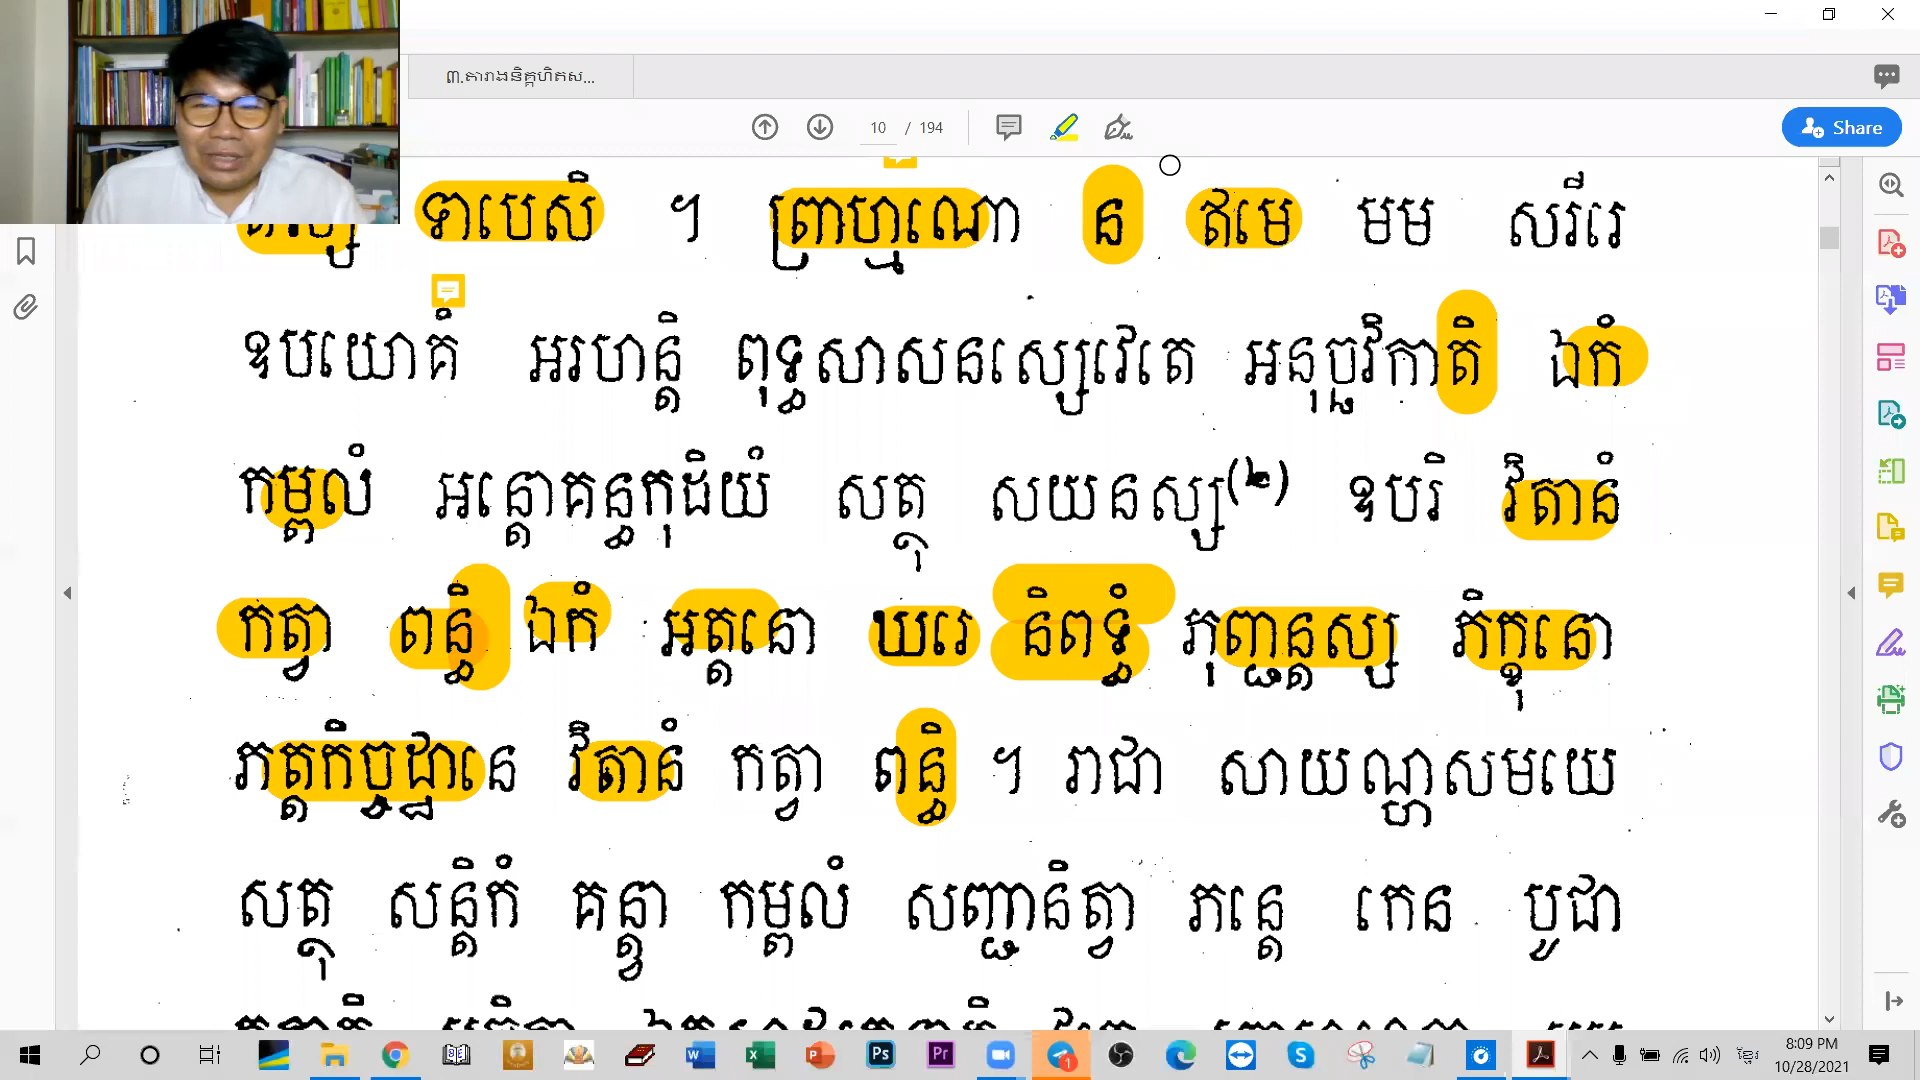 ៣.តារាងនិគ្គហិតស...
10 / 194
Share
ទាបេសិ ។ ព្រាហ្មណោ ន ឥមេ មម សរីរេ
ឧបយោគំ អរហន្តិ ពុទ្ធសាសនស្សេវេតេ អនុច្ឆវិកាតិ ឯកំ
កម្ពលំ អន្តោគន្ធកុដិយំ សត្ថុ សយនស្ស(២) ឧបរិ វិតានំ
កត្វា ពន្ធិ ឯកំ អត្តនោ ឃរេ និពទ្ធំ ភុញ្ជន្តស្ស ភិក្ខុនោ
ភត្តកិច្ចដ្ឋានេ វិតានំ កត្វា ពន្ធិ ។ រាជា សាយណ្ហសមយេ
សត្ថុ សន្តិកំ គន្ត្វា កម្ពលំ សញ្ជានិត្វា ភន្តេ កេន បូជា
ខ្មែរ
8:09 PM
10/28/2021